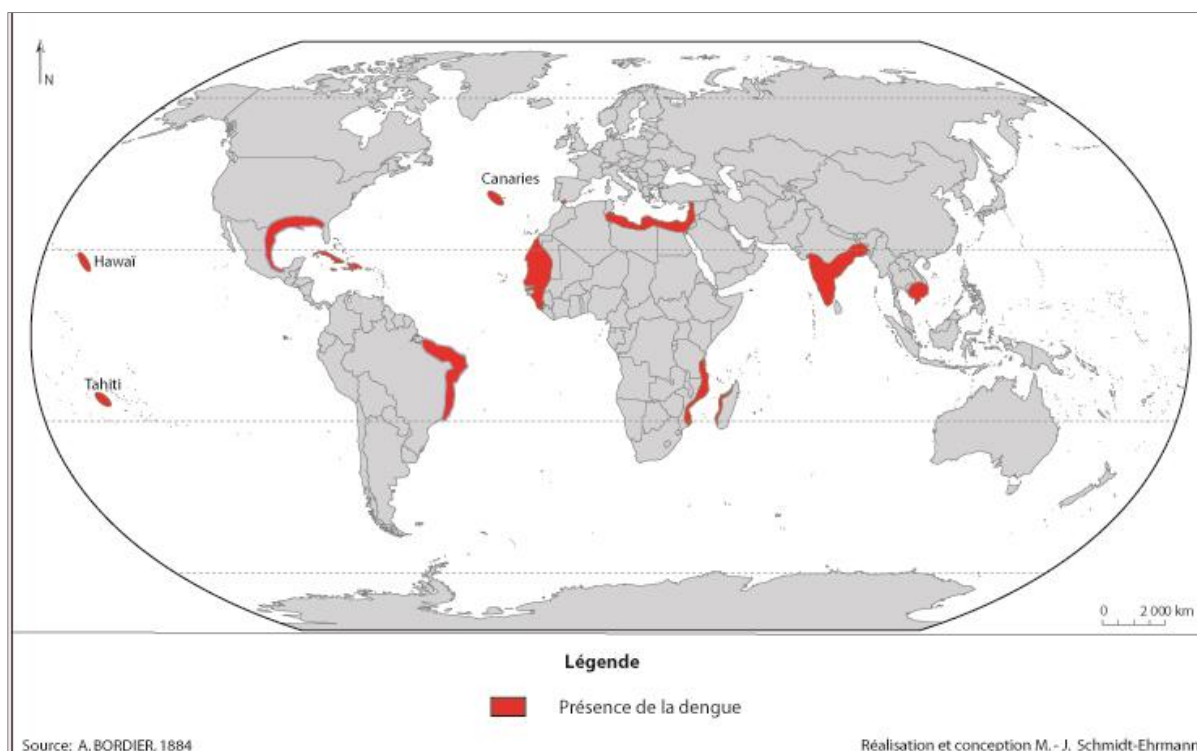 N
Canaries
Hawaï
Tahiti
0 2 000 km
Légende
Présence de la dengue
Source: A. BORDIER, 1884
Réalisation et conception M. - J. Schmidt-Ehrmann